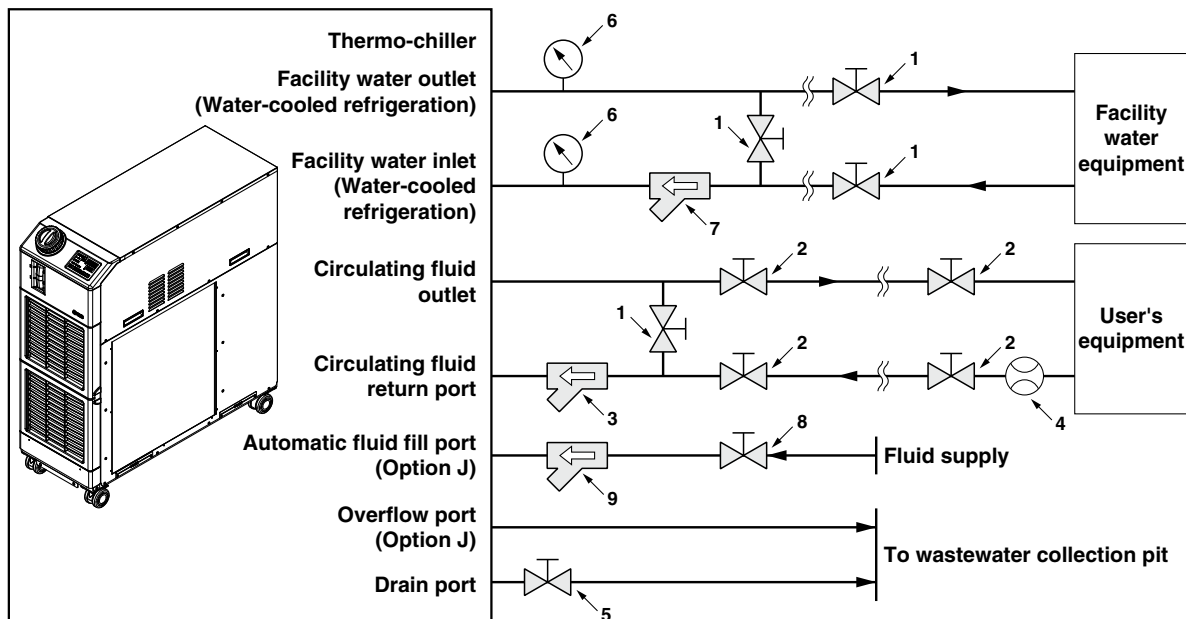 6
Thermo-chiller
1
Facility water outlet
(Water-cooled refrigeration)
Facility
water
equipment
6
1
1
Facility water inlet
(Water-cooled
refrigeration)
7
2
2
Circulating fluid
outlet
User's
equipment
1
2
2
Circulating fluid
return port
3
4
8
Automatic fluid fill port
(Option J)
Fluid supply
9
Overflow port
(Option J)
To wastewater collection pit
Drain port
5